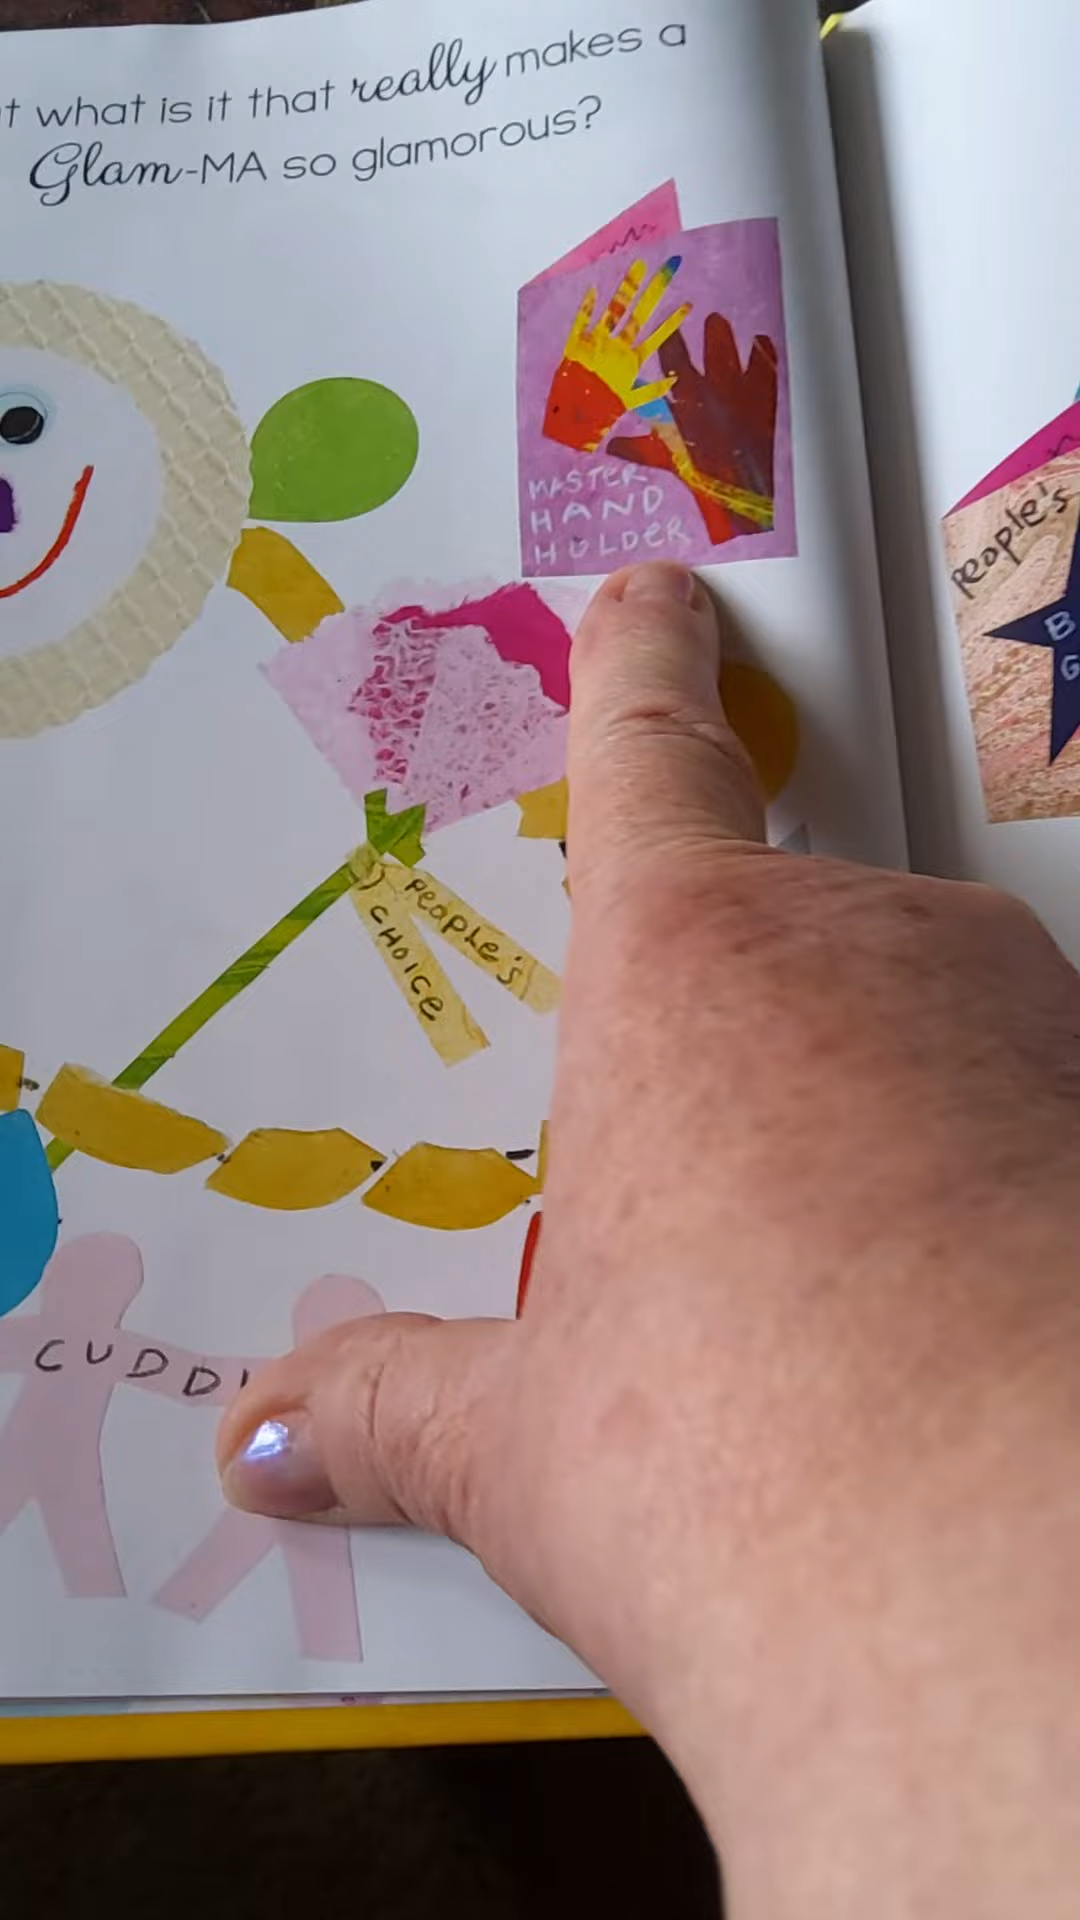 what is it that really makes a
Glam-MA so glamorous?
MASTER
HAND
HOLDER
People's
B
G
PeopLe's
CHOICE
CUDD